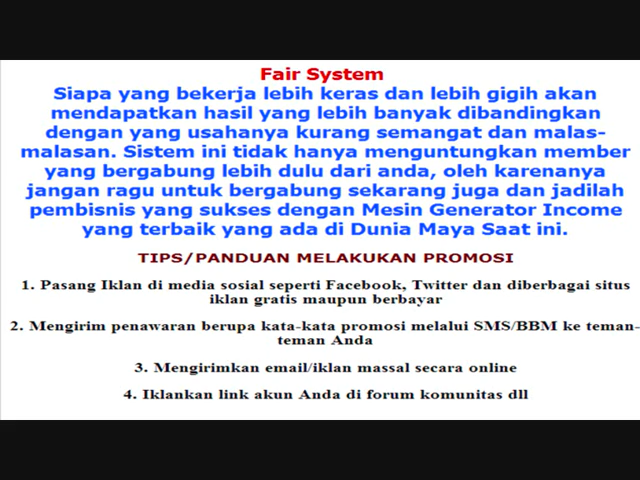 Fair System
Siapa yang bekerja lebih keras dan lebih gigih akan
mendapatkan hasil yang lebih banyak dibandingkan
dengan yang usahanya kurang semangat dan malas-
malasan. Sistem ini tidak hanya menguntungkan member
yang bergabung lebih dulu dari anda, oleh karenanya
jangan ragu untuk bergabung sekarang juga dan jadilah
pembisnis yang sukses dengan Mesin Generator Income
yang terbaik yang ada di Dunia Maya Saat ini.
TIPS/PANDUAN MELAKUKAN PROMOSI
1. Pasang Iklan di media sosial seperti Facebook, Twitter dan diberbagai situs
iklan gratis maupun berbayar
2. Mengirim penawaran berupa kata-kata promosi melalui SMS/BBM ke teman-
teman Anda
3. Mengirimkan email/iklan massal secara online
4. Iklankan link akun Anda di forum komunitas dll